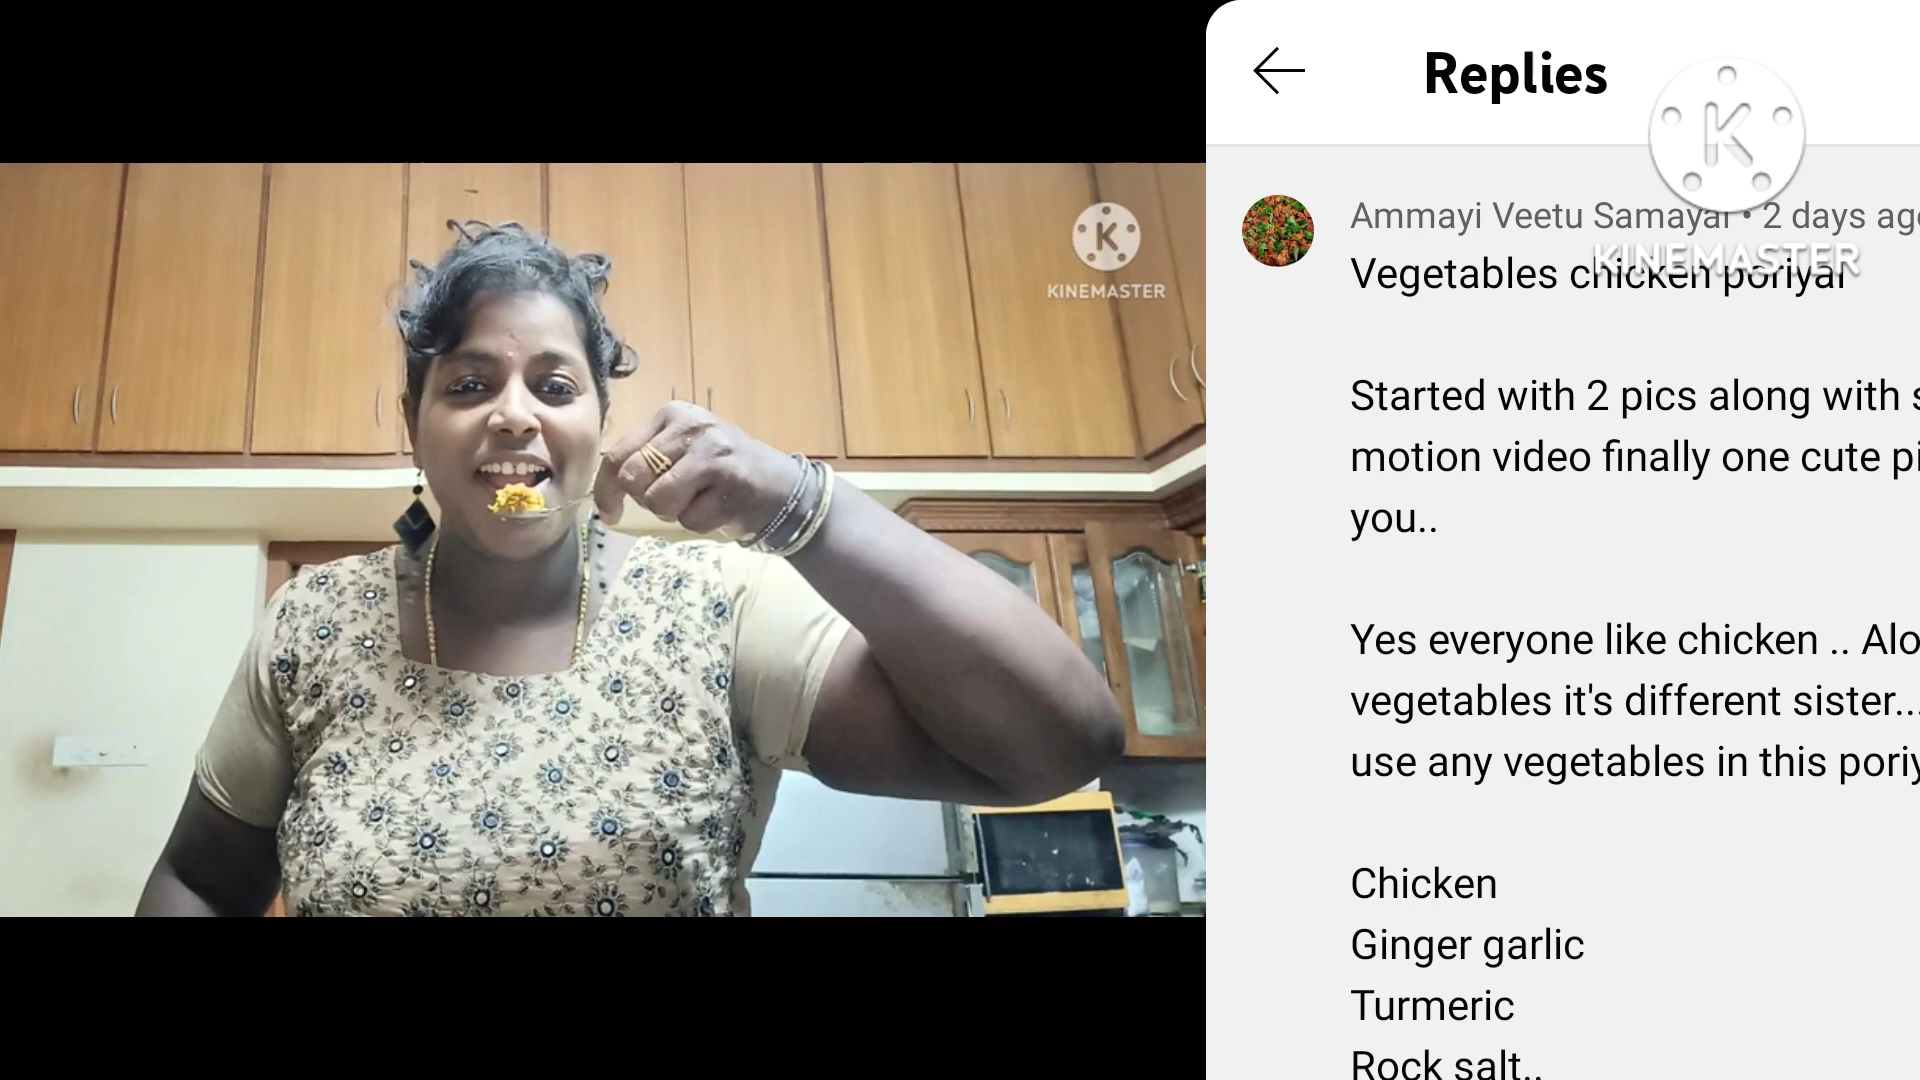 K
KINEMASTER
Replies
K
Ammayi Veetu Samayal • 2 days ago
KINEMASTER
Vegetables chicken poriyal
Started with 2 pics along with s
motion video finally one cute pi
you..
Yes everyone like chicken .. Alo
vegetables it's different sister...
use any vegetables in this poriy
Chicken
Ginger garlic
Turmeric
Rock salt..